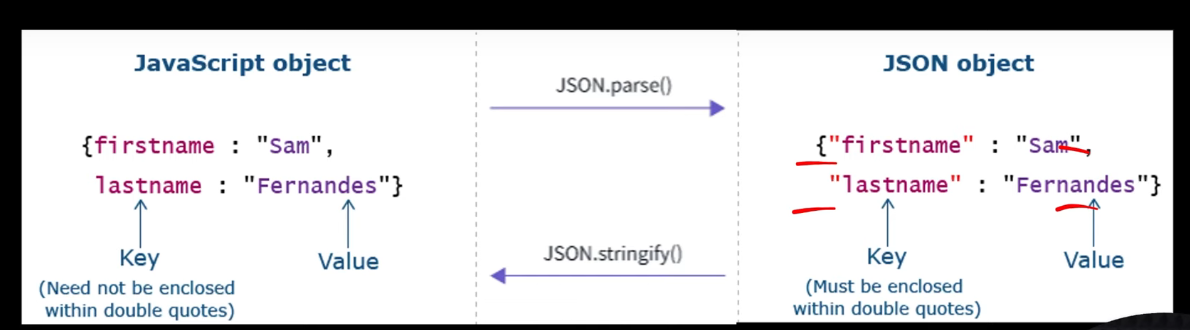 JavaScript object
{firstname : "Sam",
lastname : "Fernandes"}
Key
Value
(Need not be enclosed
within double quotes)
JSON.parse()
JSON.stringify()
JSON object
{"firstname" : "Sam",
"lastname" : "Fernandes"}
Key
Value
(Must be enclosed
within double quotes)